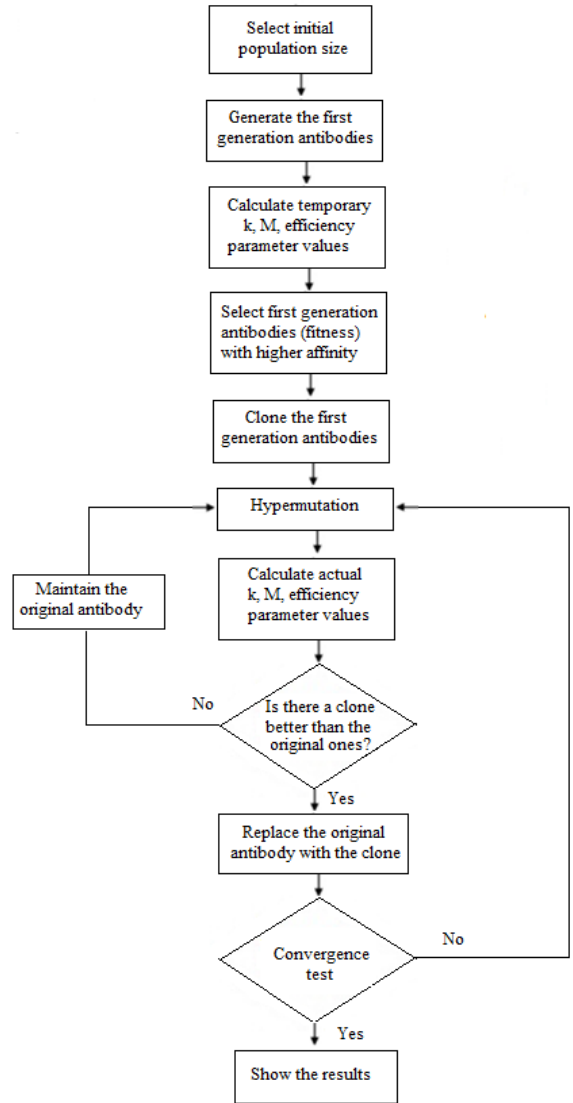 Select initial
population size
Generate the first
generation antibodies
Calculate temporary
k, M, efficiency
parameter values
Select first generation
antibodies (fitness)
with higher affinity
Clone the first
generation antibodies
Hypermutation
Maintain the
original antibody
Calculate actual
k, M, efficiency
parameter values
No
Is there a clone
better than the
original ones?
Yes
Replace the original
antibody with the clone
Convergence
test
No
Yes
Show the results